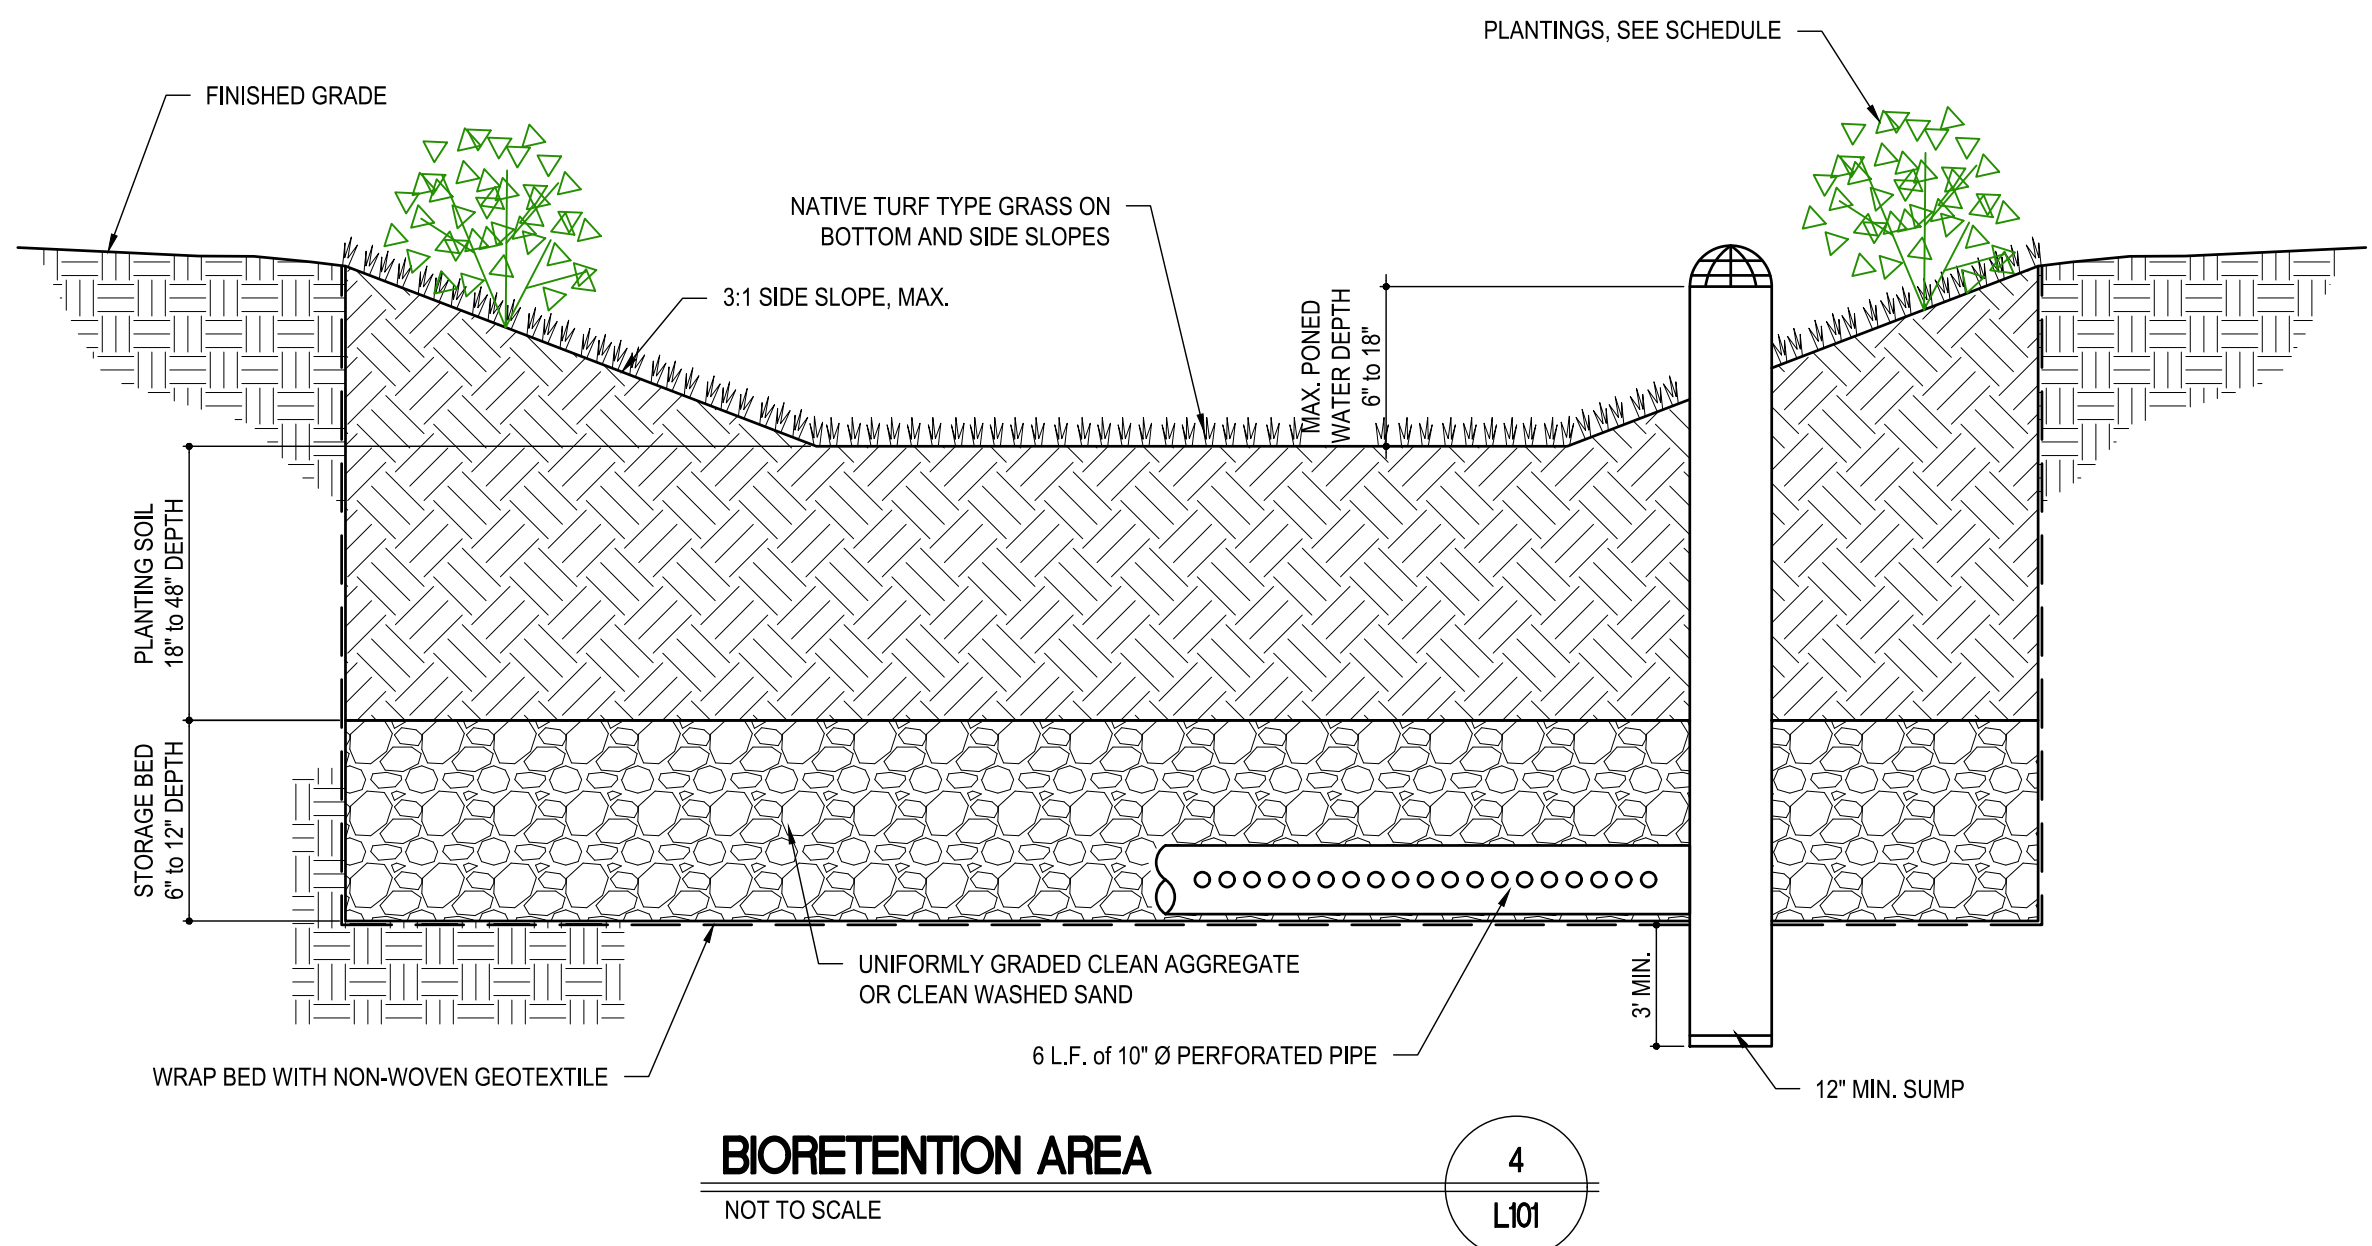 PLANTINGS, SEE SCHEDULE
FINISHED GRADE
NATIVE TURF TYPE GRASS ON
BOTTOM AND SIDE SLOPES
3:1 SIDE SLOPE, MAX.
MAX. PONED
WATER DEPTH
6" to 18"
PLANTING SOIL
18" to 48" DEPTH
STORAGE BED
6" to 12" DEPTH
UNIFORMLY GRADED CLEAN AGGREGATE
OR CLEAN WASHED SAND
3' MIN.
6 L.F. of 10" Ø PERFORATED PIPE
WRAP BED WITH NON-WOVEN GEOTEXTILE
12" MIN. SUMP
BIORETENTION AREA
NOT TO SCALE
4
L101